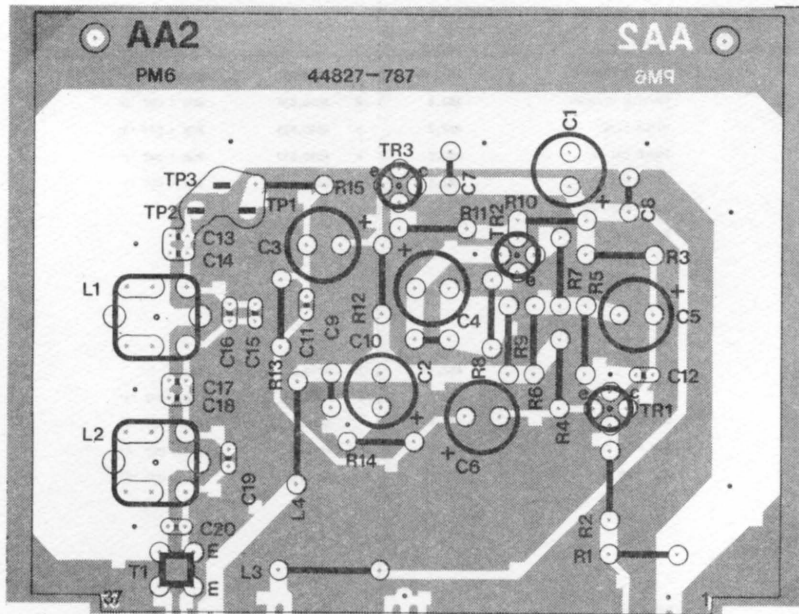 AA2
AA2
PM6
44827-787
PM6
C1
TR3
TP3
e
c
R15
C7
R10
+
C8
TP2
TP1
R11
TR2
C13
C3
+
+
C14
e
R7
R5
R3
L1
R12
C4
+
C16
C15
C11
C9
C10
R8
R9
C5
R13
C2
R6
C12
C17
C18
e
c
TR1
L2
+
R4
R14
+
C6
C19
L4
C20
R2
E
T1
E
L3
R1
37
1